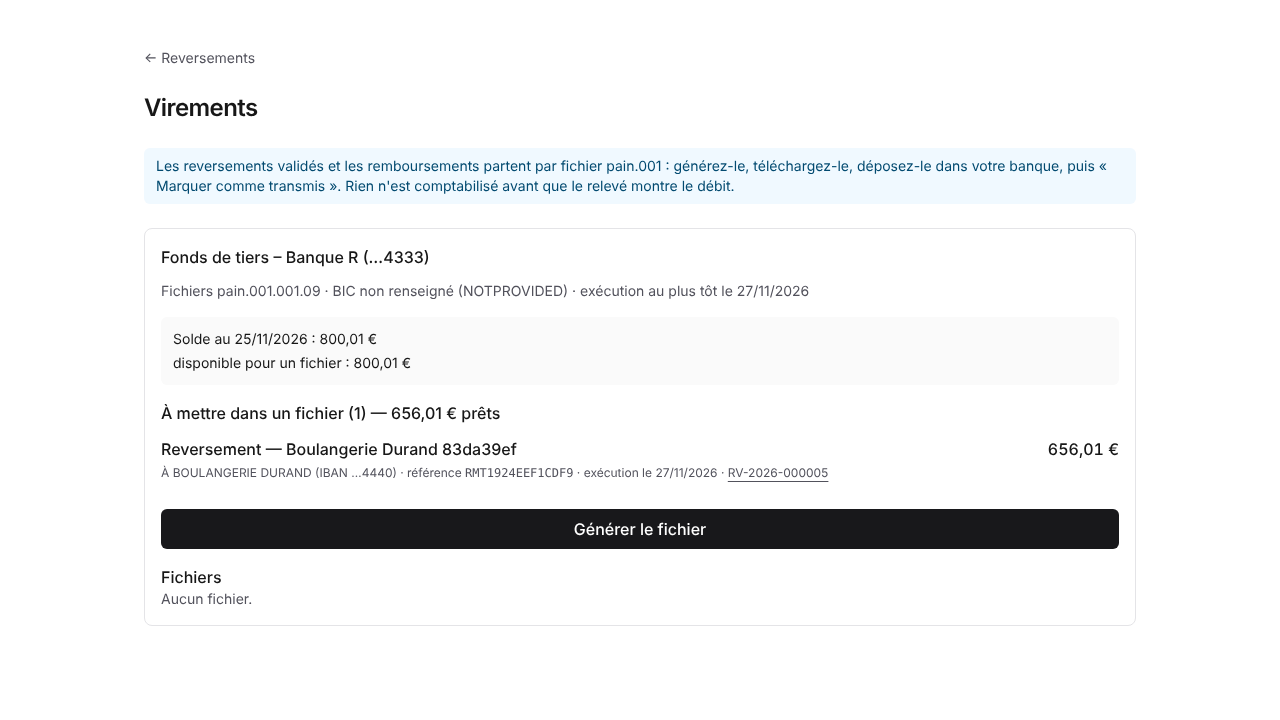 ← Reversements
Virements
Les reversements validés et les remboursements partent par fichier pain.001 : générez-le, téléchargez-le, déposez-le dans votre banque, puis «
Marquer comme transmis ». Rien n'est comptabilisé avant que le relevé montre le débit.
Fonds de tiers – Banque R (…4333)
Fichiers pain.001.001.09 · BIC non renseigné (NOTPROVIDED) · exécution au plus tôt le 27/11/2026
Solde au 25/11/2026 : 800,01 €
disponible pour un fichier : 800,01 €
À mettre dans un fichier (1) — 656,01 € prêts
Reversement — Boulangerie Durand 83da39ef 656,01 €
À BOULANGERIE DURAND (IBAN …4440) · référence RMT1924EEF1CDF9 · exécution le 27/11/2026 · RV-2026-000005
Générer le fichier
Fichiers
Aucun fichier.